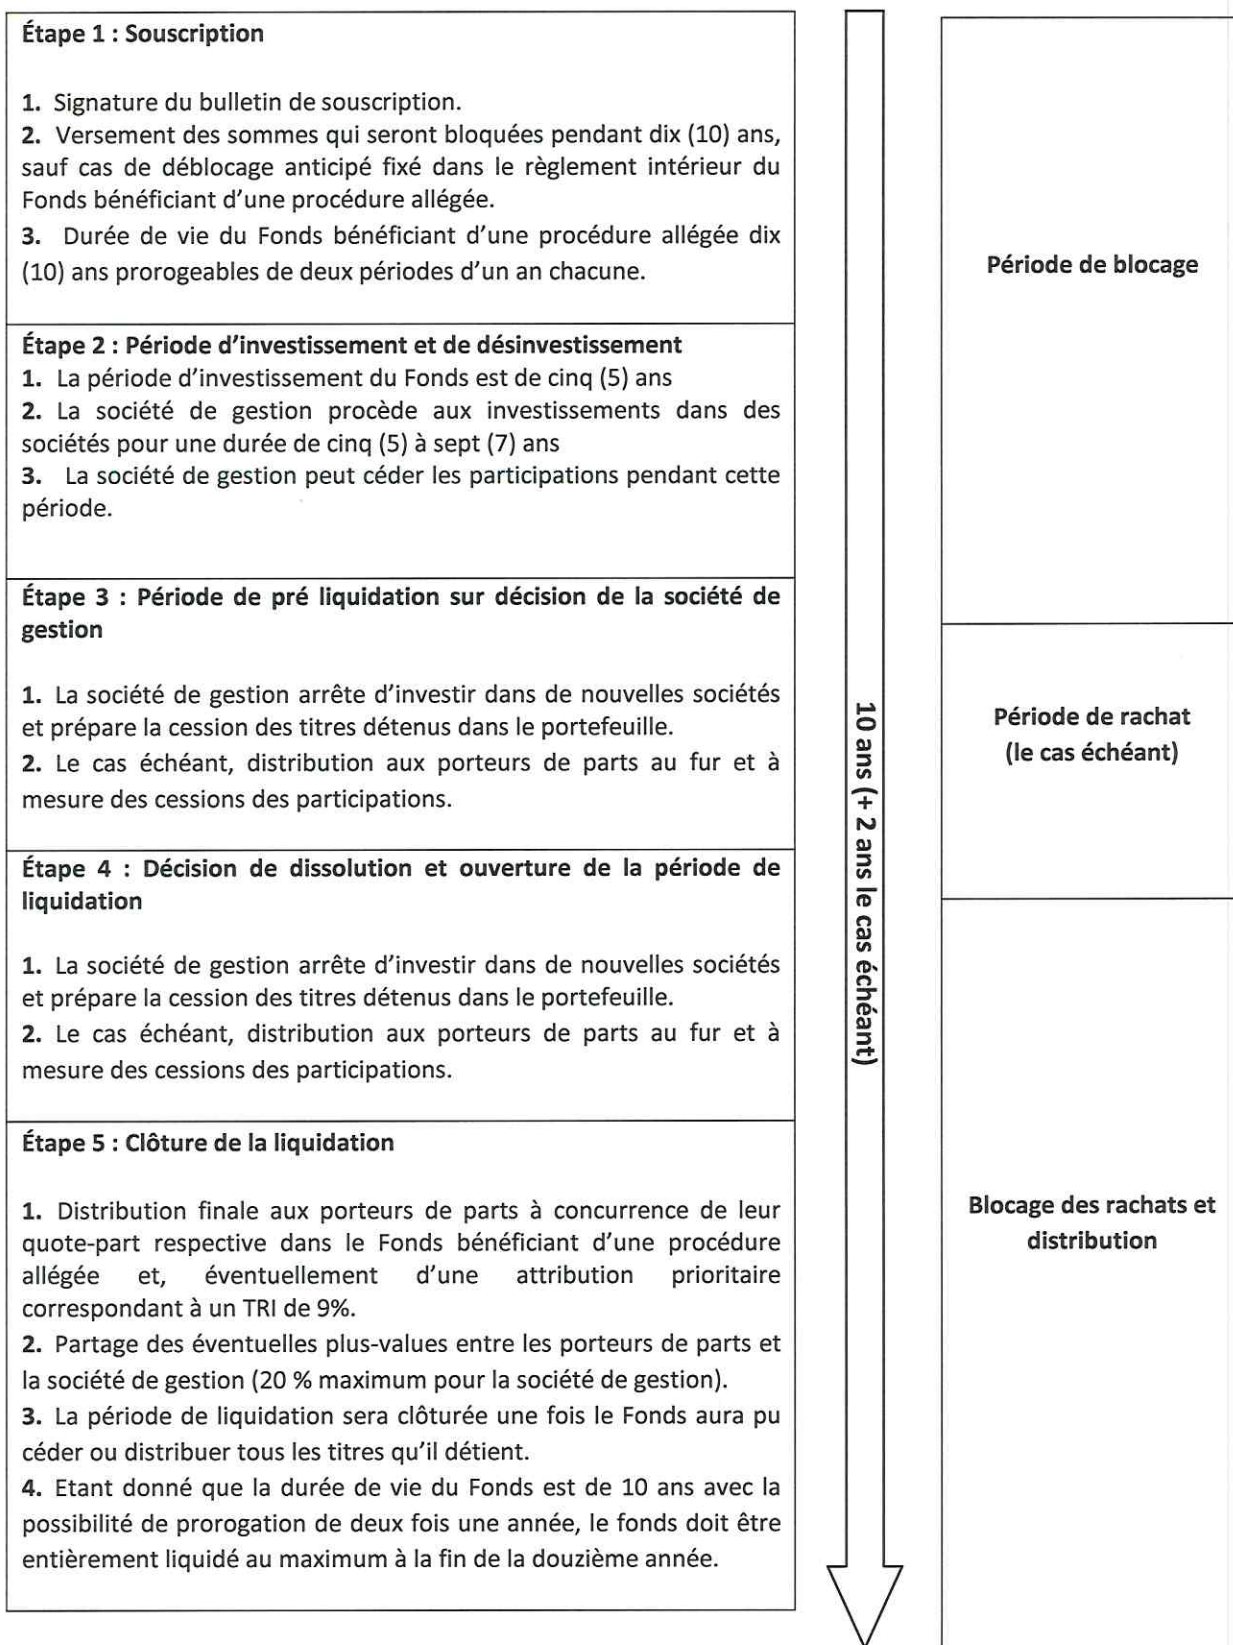 Étape 1 : Souscription
1. Signature du bulletin de souscription.
2. Versement des sommes qui seront bloquées pendant dix (10) ans,
sauf cas de déblocage anticipé fixé dans le règlement intérieur du
Fonds bénéficiant d'une procédure allégée.
3. Durée de vie du Fonds bénéficiant d'une procédure allégée dix
(10) ans prorogeables de deux périodes d'un an chacune.
Étape 2 : Période d'investissement et de désinvestissement
1. La période d'investissement du Fonds est de cinq (5) ans
2. La société de gestion procède aux investissements dans des
sociétés pour une durée de cinq (5) à sept (7) ans
3. La société de gestion peut céder les participations pendant cette
période.
Étape 3 : Période de pré liquidation sur décision de la société de
gestion
1. La société de gestion arrête d'investir dans de nouvelles sociétés
et prépare la cession des titres détenus dans le portefeuille.
2. Le cas échéant, distribution aux porteurs de parts au fur et à
mesure des cessions des participations.
Étape 4 : Décision de dissolution et ouverture de la période de
liquidation
1. La société de gestion arrête d'investir dans de nouvelles sociétés
et prépare la cession des titres détenus dans le portefeuille.
2. Le cas échéant, distribution aux porteurs de parts au fur et à
mesure des cessions des participations.
Étape 5 : Clôture de la liquidation
1. Distribution finale aux porteurs de parts à concurrence de leur
quote-part respective dans le Fonds bénéficiant d'une procédure
allégée et, éventuellement d'une attribution prioritaire
correspondant à un TRI de 9%.
2. Partage des éventuelles plus-values entre les porteurs de parts et
la société de gestion (20 % maximum pour la société de gestion).
3. La période de liquidation sera clôturée une fois le Fonds aura pu
céder ou distribuer tous les titres qu'il détient.
4. Etant donné que la durée de vie du Fonds est de 10 ans avec la
possibilité de prorogation de deux fois une année, le fonds doit être
entièrement liquidé au maximum à la fin de la douzième année.
10 ans (+ 2 ans le cas échéant)
Période de blocage
Période de rachat
(le cas échéant)
Blocage des rachats et
distribution